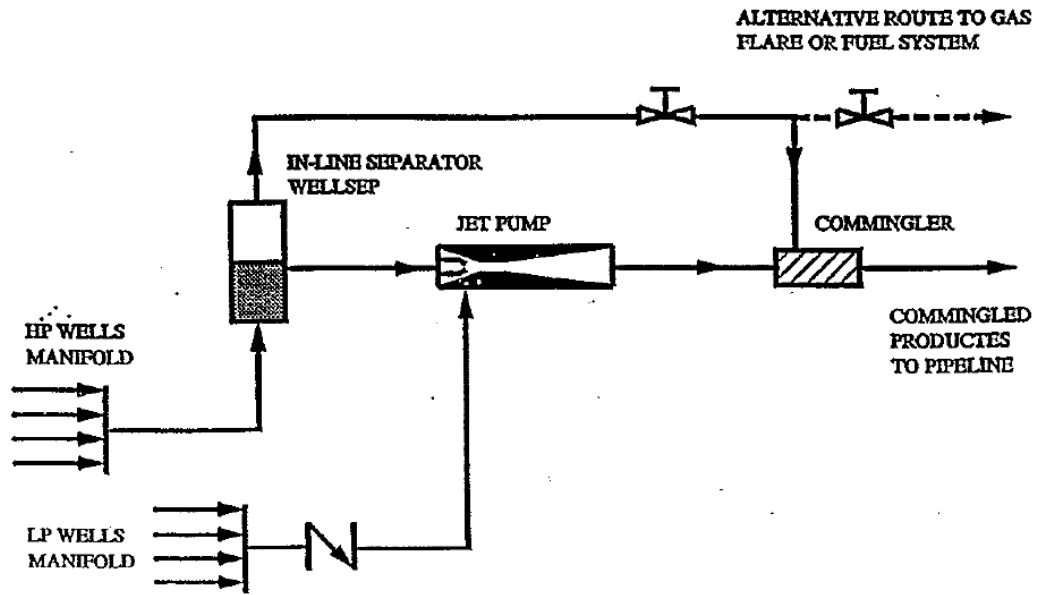 ALTERNATIVE ROUTE TO GAS
FLARE OR FUEL SYSTEM
IN-LINE SEPARATOR
WELLSEP
JET PUMP
COMMINGLER
HP WELLS
MANIFOLD
COMMINGLED
PRODUCTES
TO PIPELINE
LP WELLS
MANIFOLD